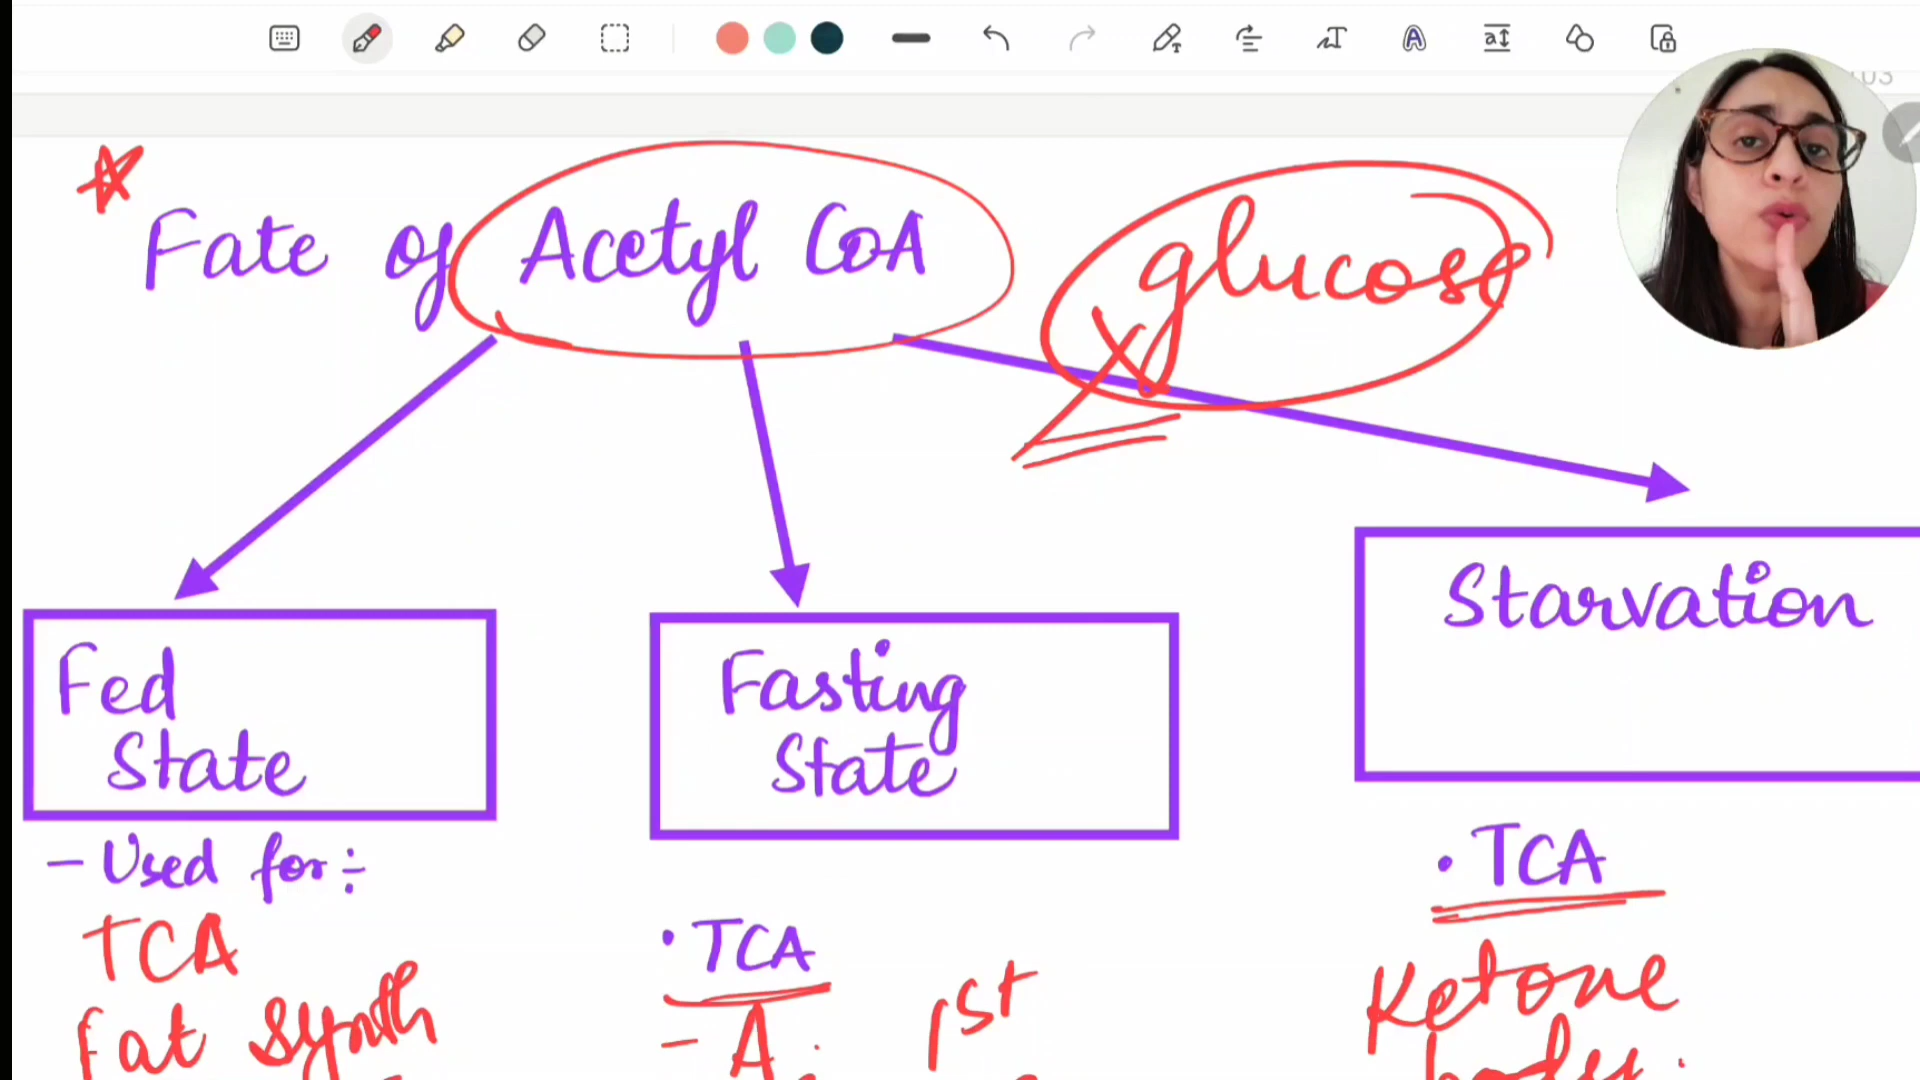 Fate of Acetyl CoA
glucose
Fed
State
Fasting
State
Starvation
- Used for ÷
TCA
Fat Synth
• TCA
- A
1st
• TCA
Ketone
body